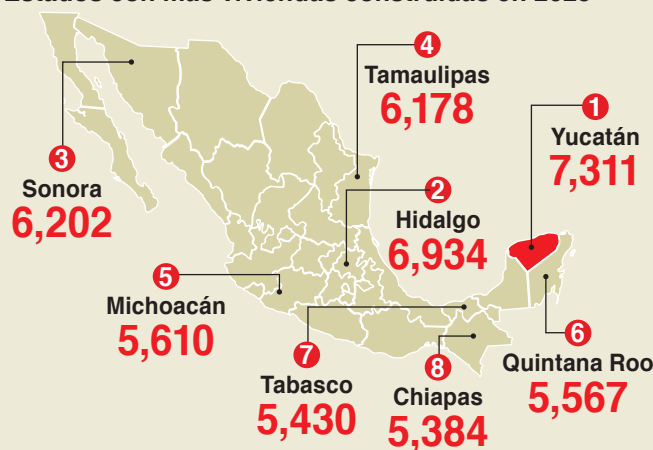 4
Tamaulipas
6,178
1
Yucatán
7,311
3
Sonora
6,202
2
Hidalgo
6,934
5
Michoacán
5,610
6
Quintana Roo
5,567
7
Tabasco
5,430
8
Chiapas
5,384